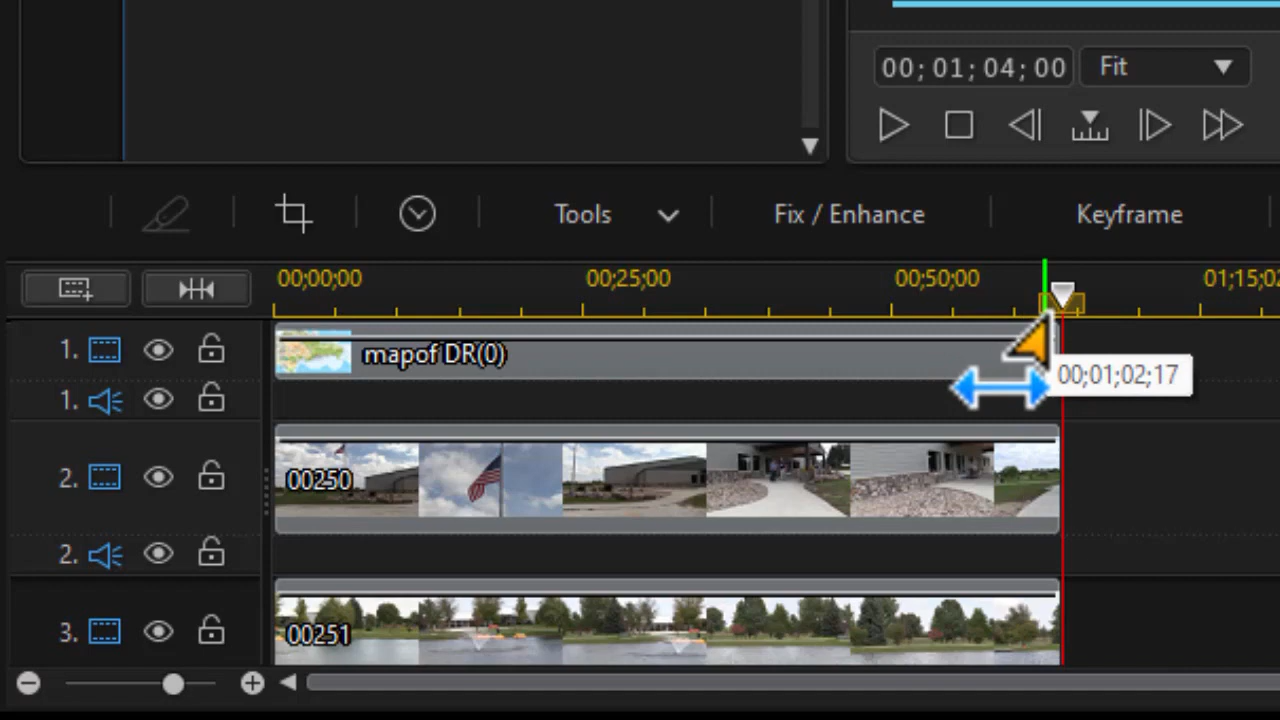 00; 01; 04; 00 Fit
Tools Fix / Enhance Keyframe
00;00;00 00;25;00 00;50;00 01;15;02
1. mapof DR(0)
00;01;02;17
1.
2. 00250
2.
3. 00251